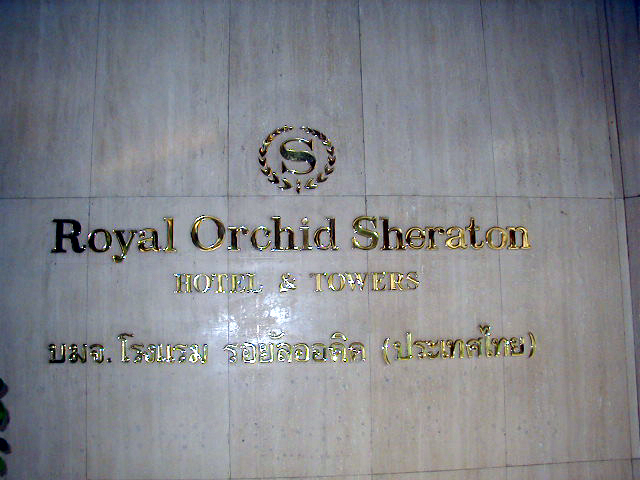 S
Royal Orchid Sheraton
HOTEL & TOWERS
บมจ. โรงแรม รอยัลออคิด (ประเทศไทย)